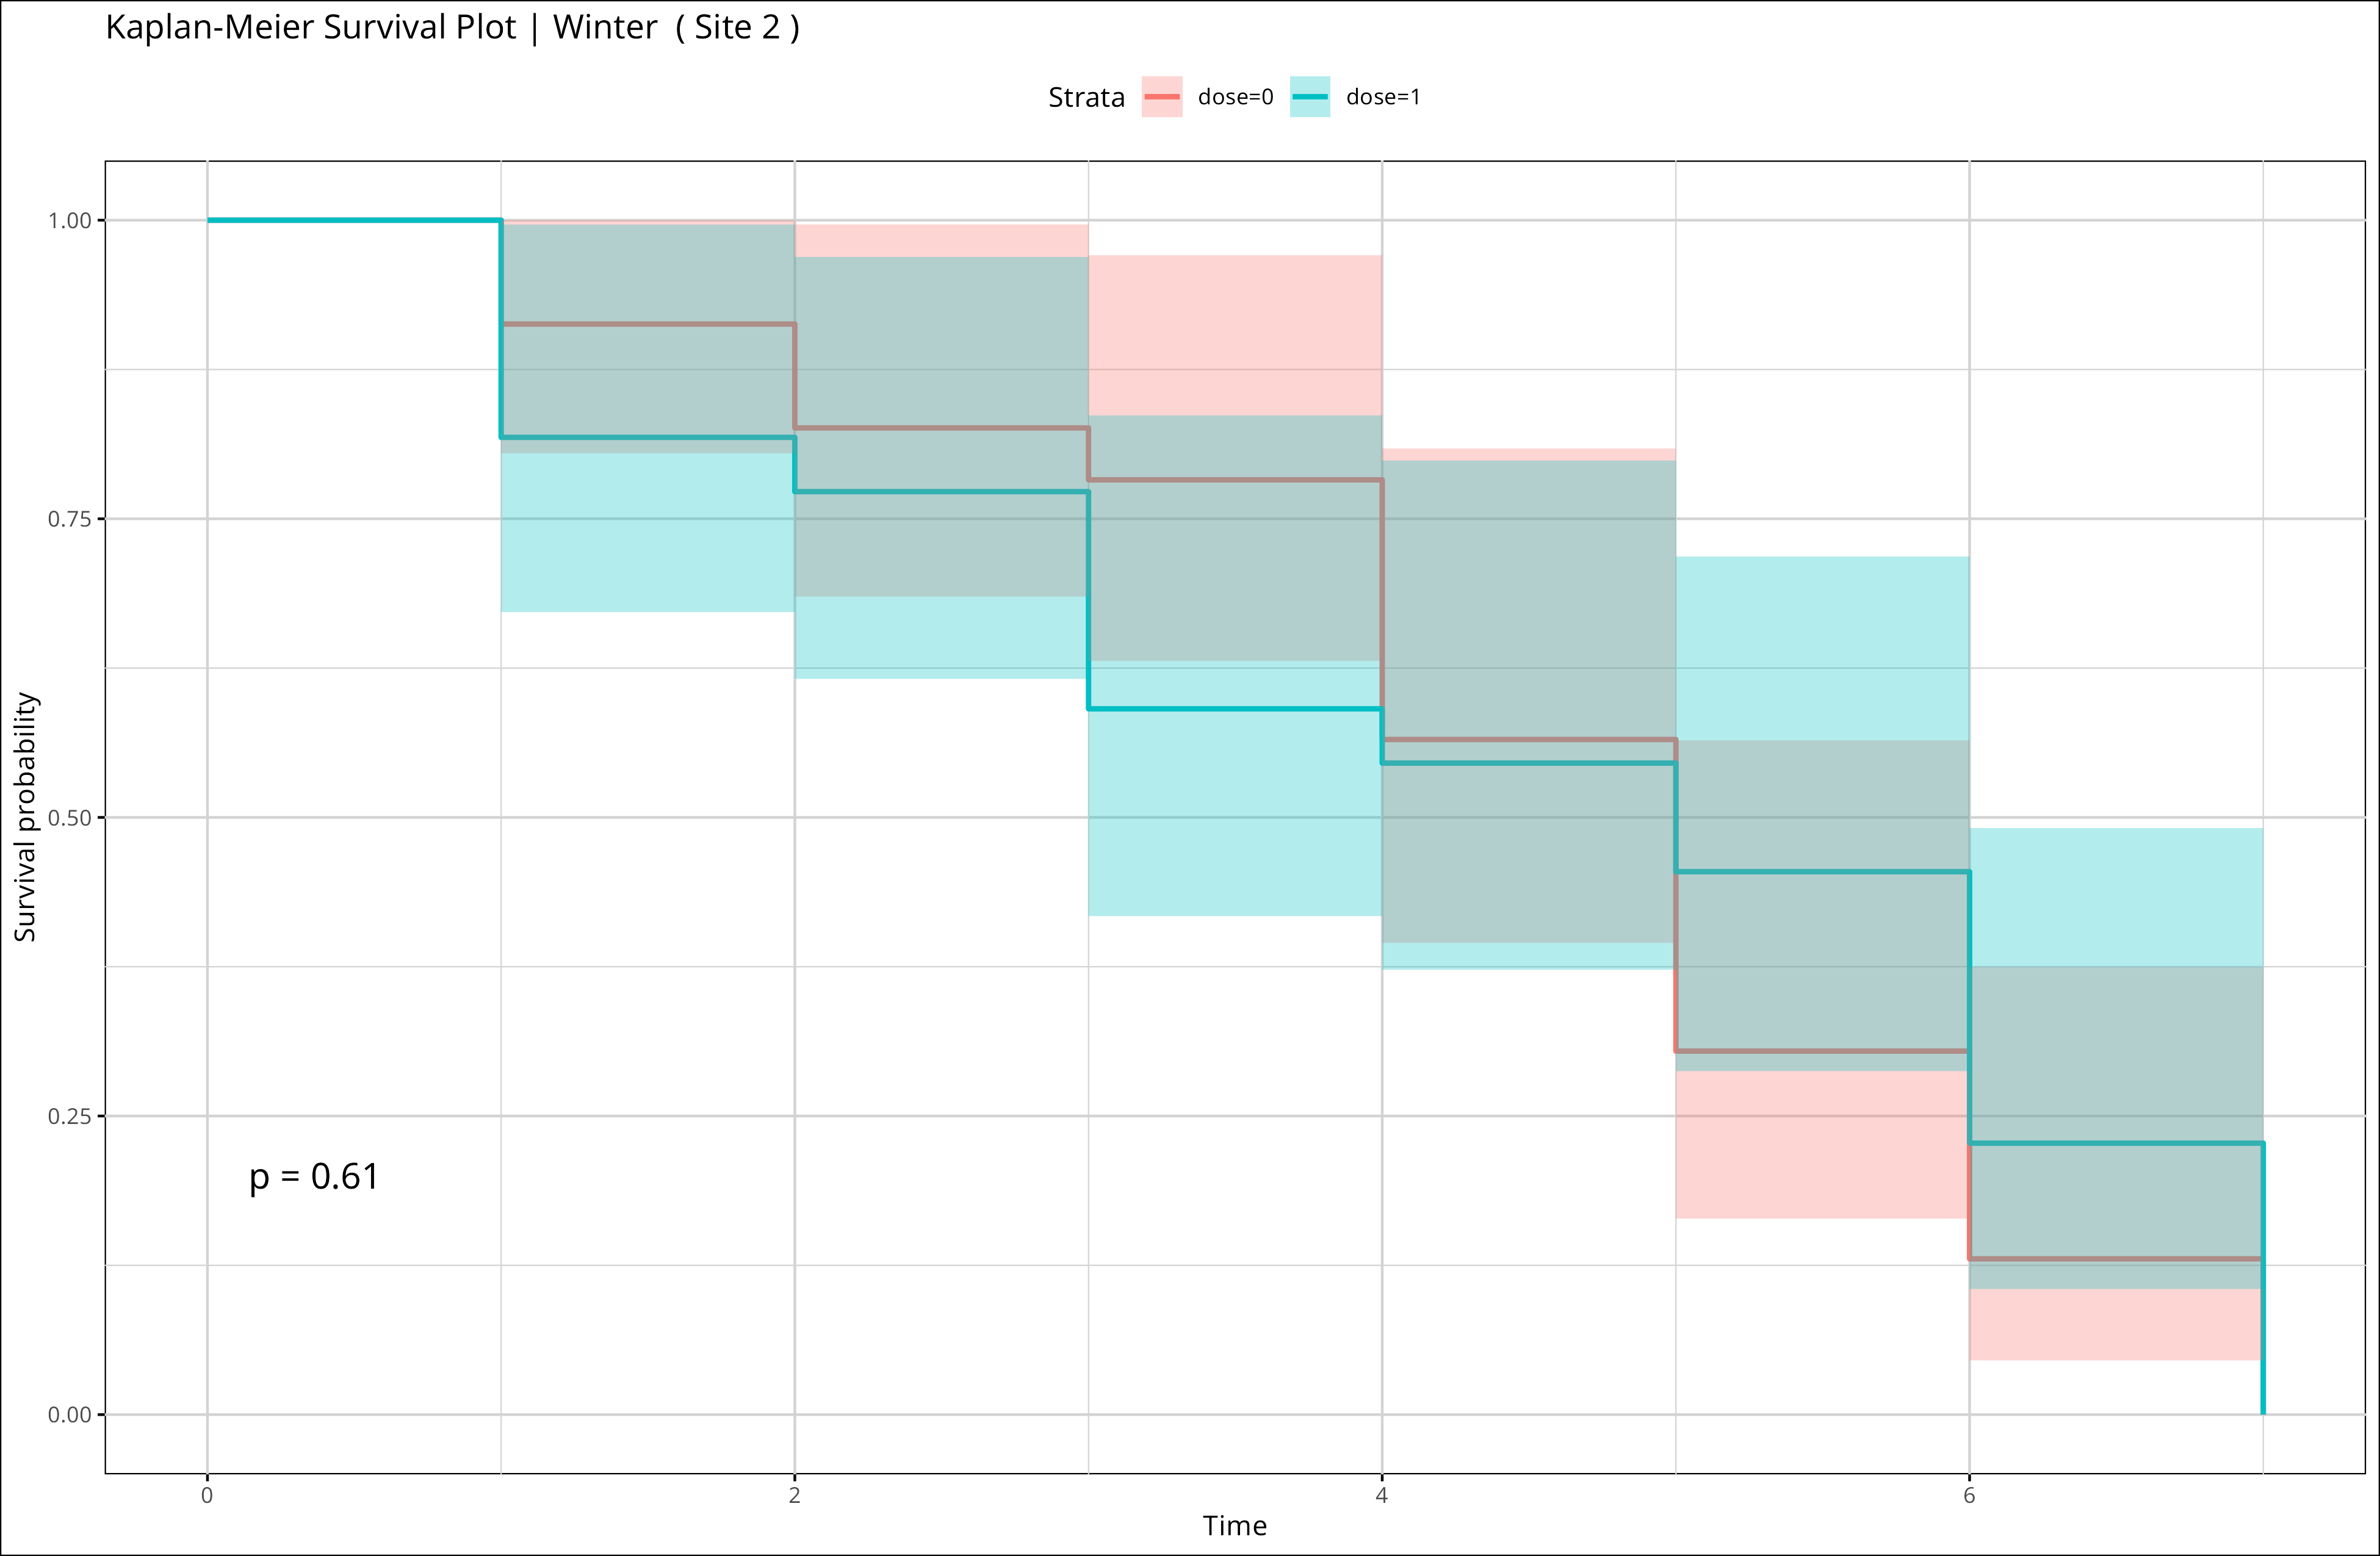 Kaplan-Meier Survival Plot | Winter ( Site 2 )
Strata dose=0 dose=1
1.00
0.75
0.50
0.25
0.00
Survival probability
p = 0.61
0 2 4 6
Time